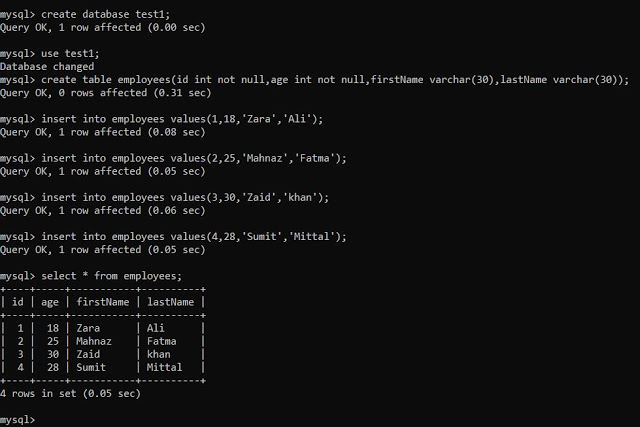 mysql> create database test1;
Query OK, 1 row affected (0.00 sec)
mysql> use test1;
Database changed
mysql> create table employees(id int not null,age int not null,firstName varchar(30),lastName varchar(30));
Query OK, 0 rows affected (0.31 sec)
mysql> insert into employees values(1,18,'Zara','Ali');
Query OK, 1 row affected (0.08 sec)
mysql> insert into employees values(2,25,'Mahnaz','Fatma');
Query OK, 1 row affected (0.05 sec)
mysql> insert into employees values(3,30,'Zaid','khan');
Query OK, 1 row affected (0.06 sec)
mysql> insert into employees values(4,28,'Sumit','Mittal');
Query OK, 1 row affected (0.05 sec)
mysql> select * from employees;
+----+-----+-----------+----------+
| id | age | firstName | lastName |
+----+-----+-----------+----------+
|  1 |  18 | Zara      | Ali      |
|  2 |  25 | Mahnaz    | Fatma    |
|  3 |  30 | Zaid      | khan     |
|  4 |  28 | Sumit     | Mittal   |
+----+-----+-----------+----------+
4 rows in set (0.05 sec)
mysql>